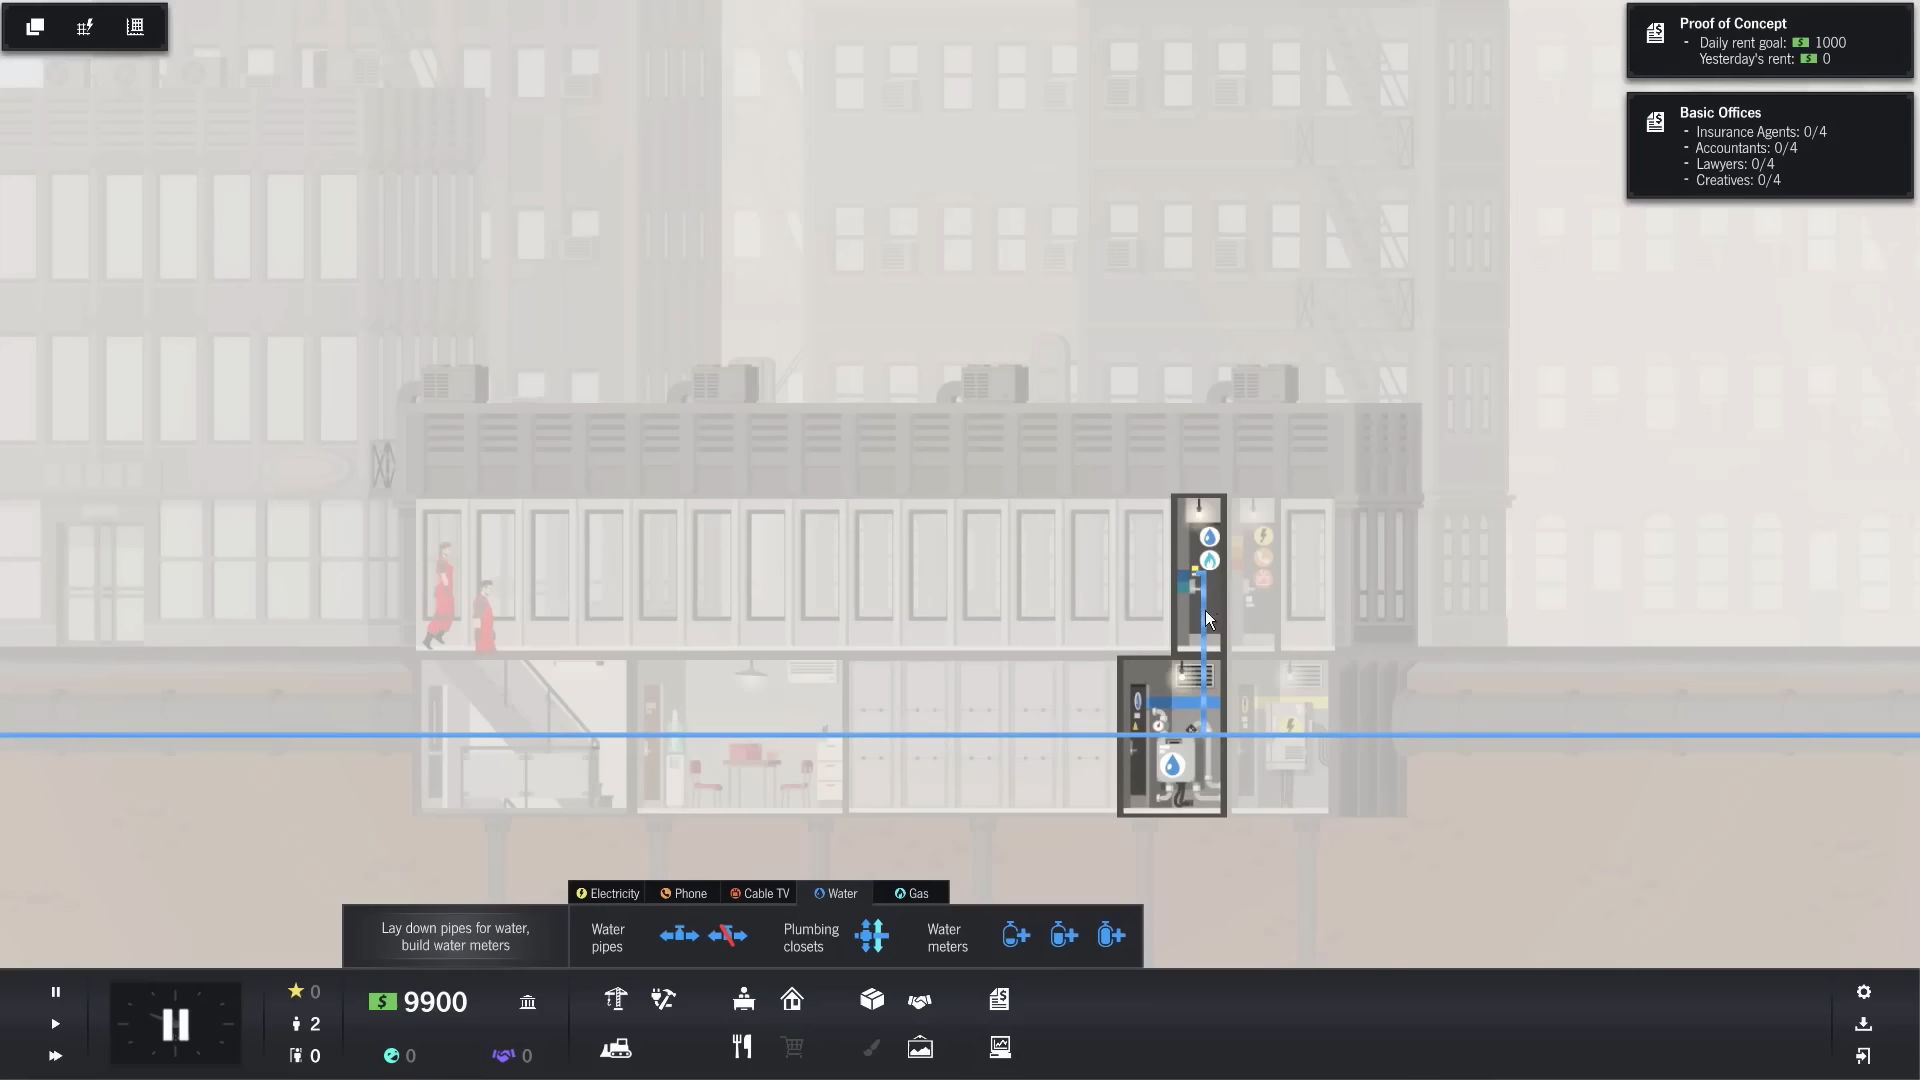 Proof of Concept
- Daily rent goal: $ 1000
Yesterday's rent: $ 0
Basic Offices
- Insurance Agents: 0/4
- Accountants: 0/4
- Lawyers: 0/4
- Creatives: 0/4
Electricity
Phone
Cable TV
Water
Gas
Lay down pipes for water,
build water meters
Water
pipes
Plumbing
closets
Water
meters
0
2
0
$ 9900
0
0